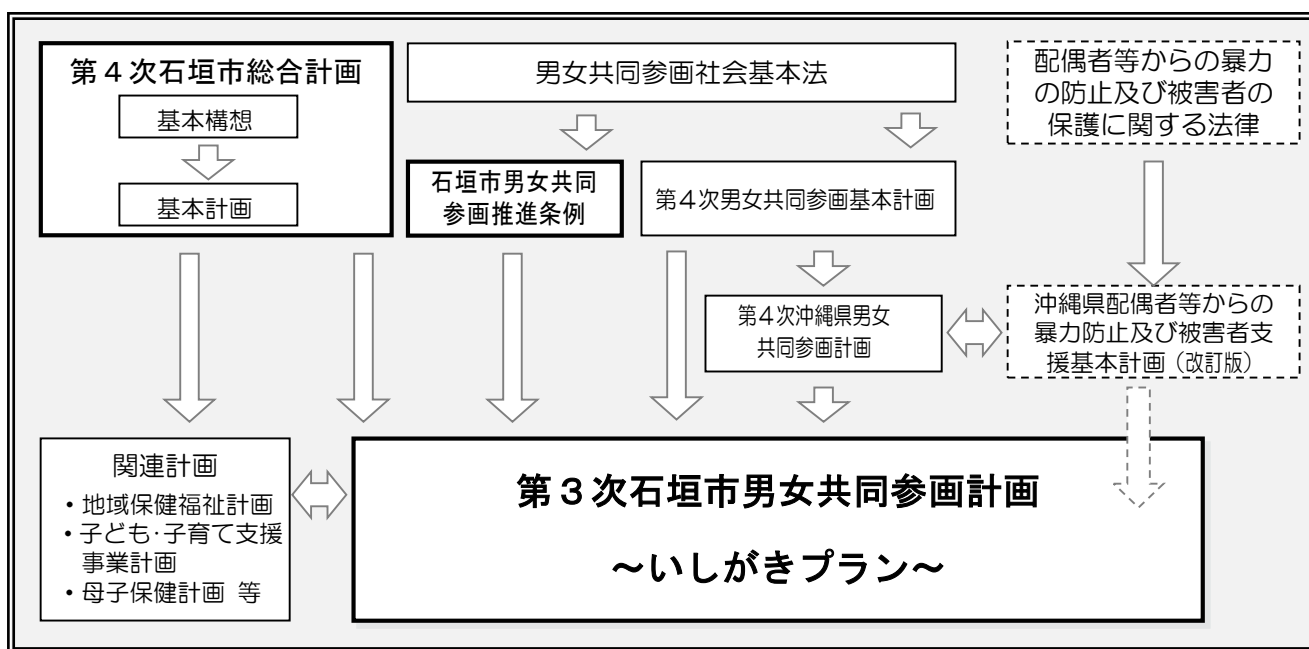 第４次石垣市総合計画
基本構想
基本計画
男女共同参画社会基本法
配偶者等からの暴力
の防止及び被害者の
保護に関する法律
石垣市男女共同
参画推進条例
第４次男女共同参画基本計画
第４次沖縄県男女
共同参画計画
沖縄県配偶者等からの
暴力防止及び被害者支
援基本計画（改訂版）
関連計画
・地域保健福祉計画
・子ども・子育て支援
事業計画
・母子保健計画 等
第３次石垣市男女共同参画計画
～いしがきプラン～